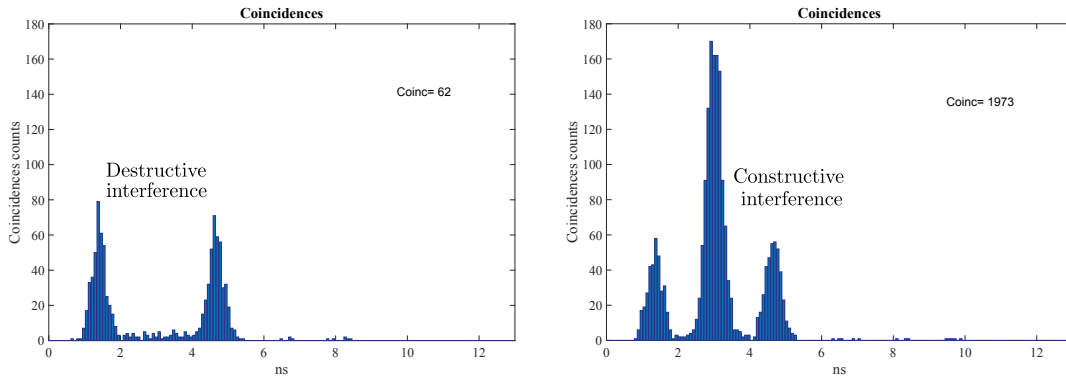 Coincidences
180
160
140
120
100
80
60
40
20
0
Coincidences counts
Coinc= 62
Destructive
interference
0
2
4
6
8
10
12
ns
Coincidences
180
160
140
120
100
80
60
40
20
0
Coincidences counts
Coinc= 1973
Constructive
interference
0
2
4
6
8
10
12
ns